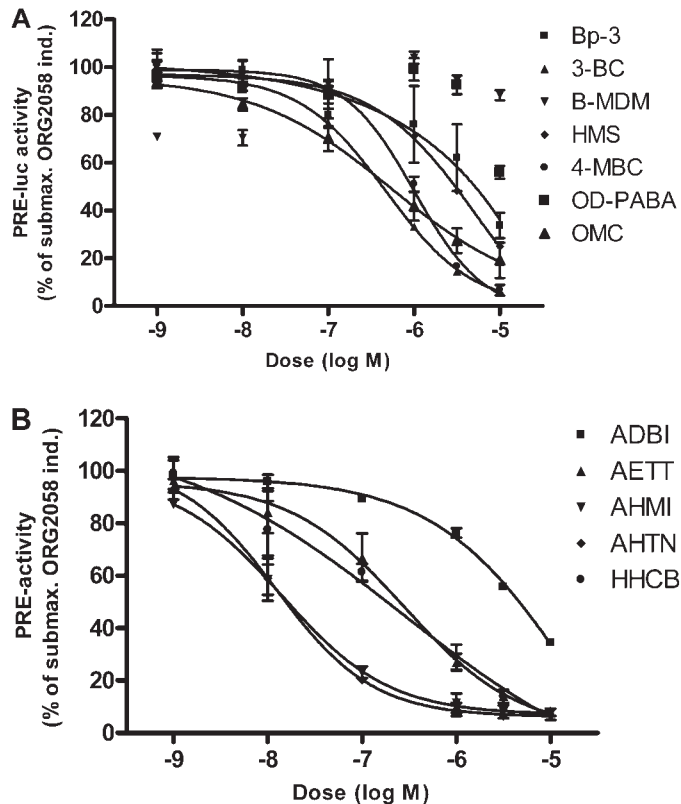 A
PRE-luc activity
(% of submax. ORG2058 ind.)
120
100
80
60
40
20
0
-9
-8
-7
-6
-5
Dose (log M)
Bp-3
3-BC
B-MDM
HMS
4-MBC
OD-PABA
OMC
B
PRE-activity
(% of submax. ORG2058 ind.)
120
100
80
60
40
20
0
-9
-8
-7
-6
-5
Dose (log M)
ADBI
AETT
AHMI
AHTN
HHCB